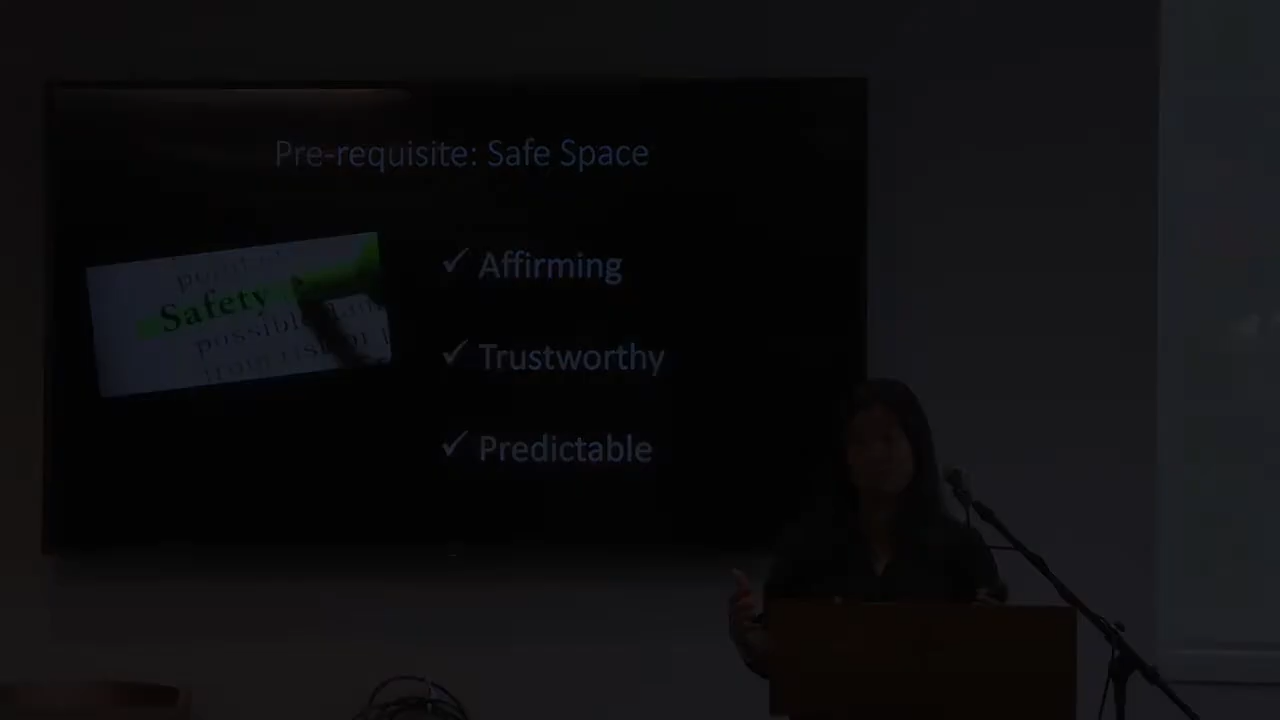 Pre-requisite: Safe Space
✓ Affirming
✓ Trustworthy
✓ Predictable
Safety